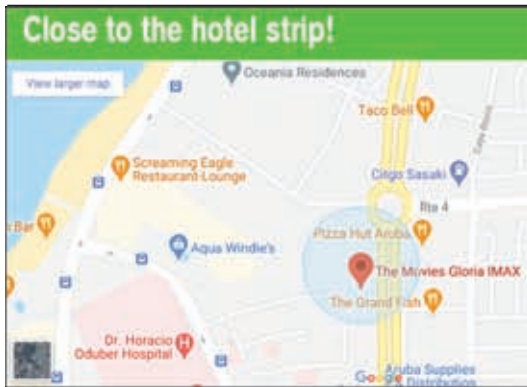 Close to the hotel strip!
View larger map
Oceania Residences
Taco Bell
Screaming Eagle
Restaurant-Lounge
Citgo Sasaki
Rte 4
Bar
Pizza Hut Aruba
Aqua Windie's
The Movies Gloria IMAX
The Grand Fish
Dr. Horacio
Oduber Hospital
H
Google
Aruba Supplies
& Distribution